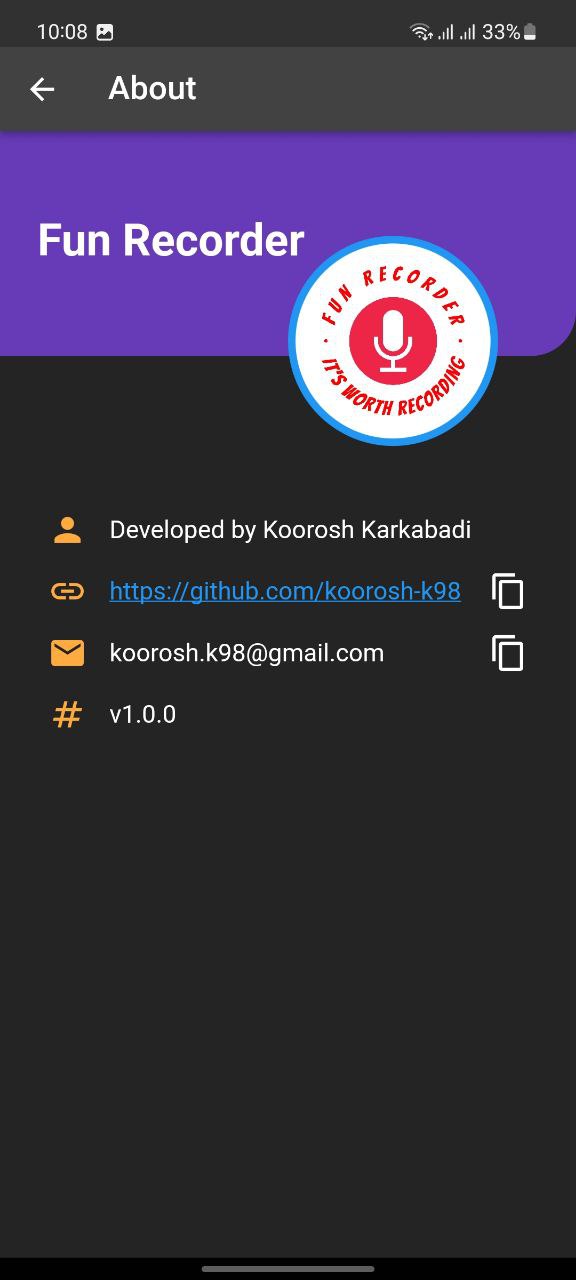 10:08
33%
About
Fun Recorder
FUN RECORDER
IT'S WORTH RECORDING
Developed by Koorosh Karkabadi
https://github.com/koorosh-k98
koorosh.k98@gmail.com
# v1.0.0